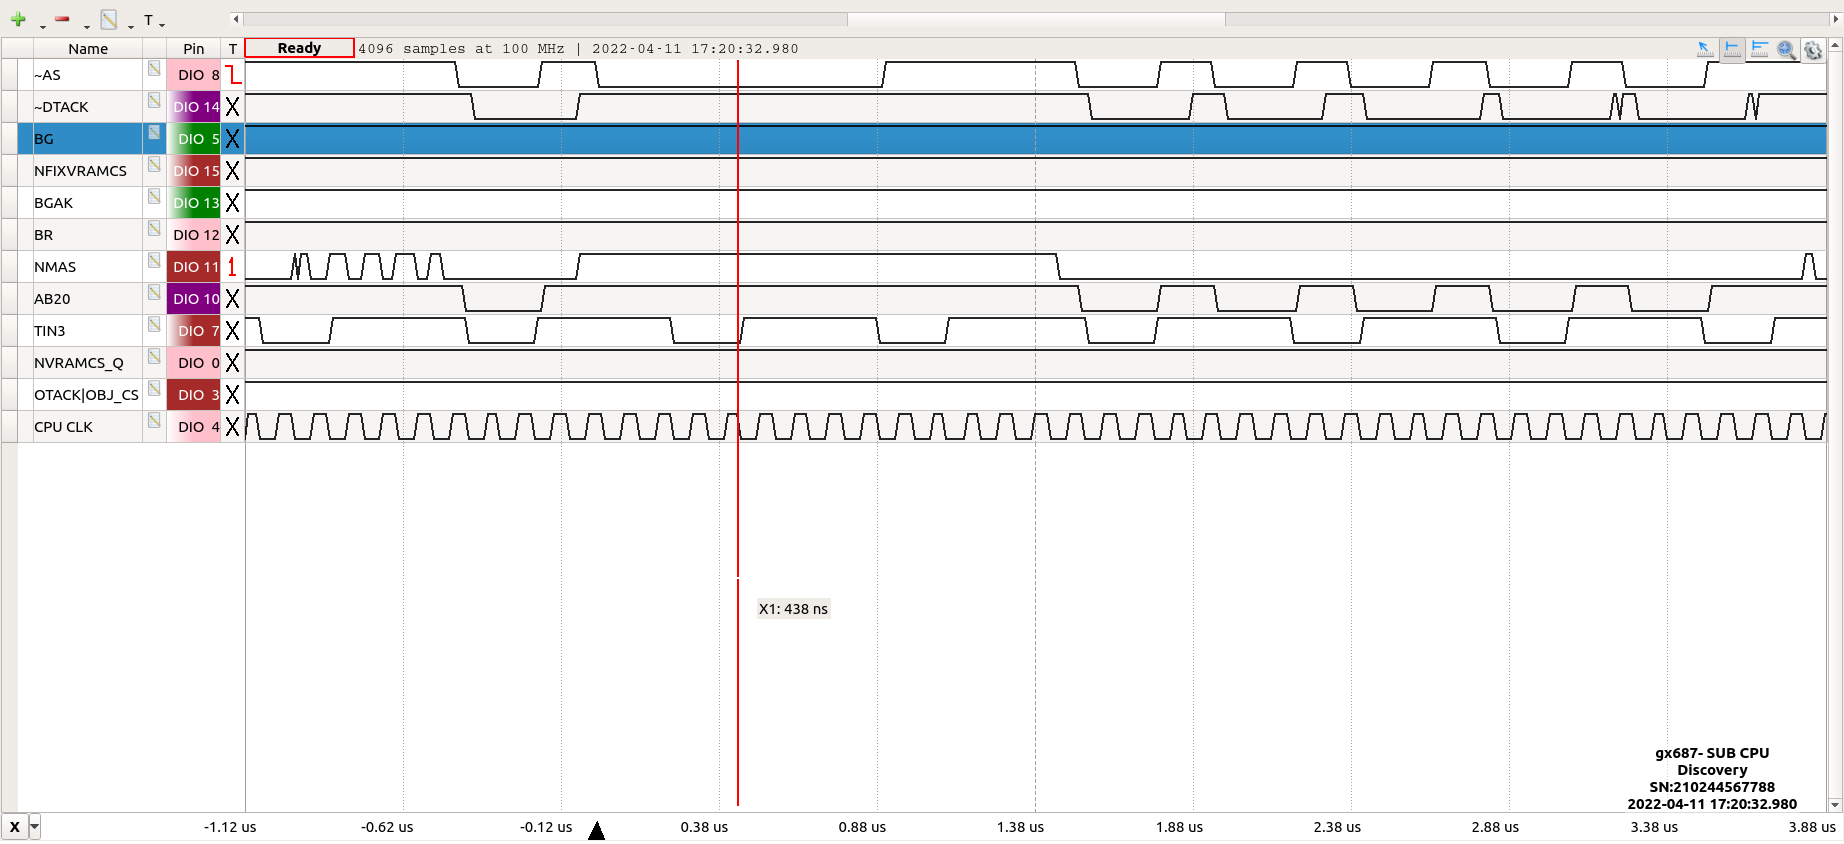 T
Name Pin T Ready 4096 samples at 100 MHz | 2022-04-11 17:20:32.980
~AS DIO 8
~DTACK DIO 14 X
BG DIO 5 X
NFIXVRAMCS DIO 15 X
BGAK DIO 13 X
BR DIO 12 X
NMAS DIO 11
AB20 DIO 10 X
TIN3 DIO 7 X
NVRAMCS_Q DIO 0 X
OTACK|OBJ_CS DIO 3 X
CPU CLK DIO 4 X
X1: 438 ns
gx687- SUB CPU
Discovery
SN:210244567788
2022-04-11 17:20:32.980
X -1.12 us -0.62 us -0.12 us 0.38 us 0.88 us 1.38 us 1.88 us 2.38 us 2.88 us 3.38 us 3.88 us